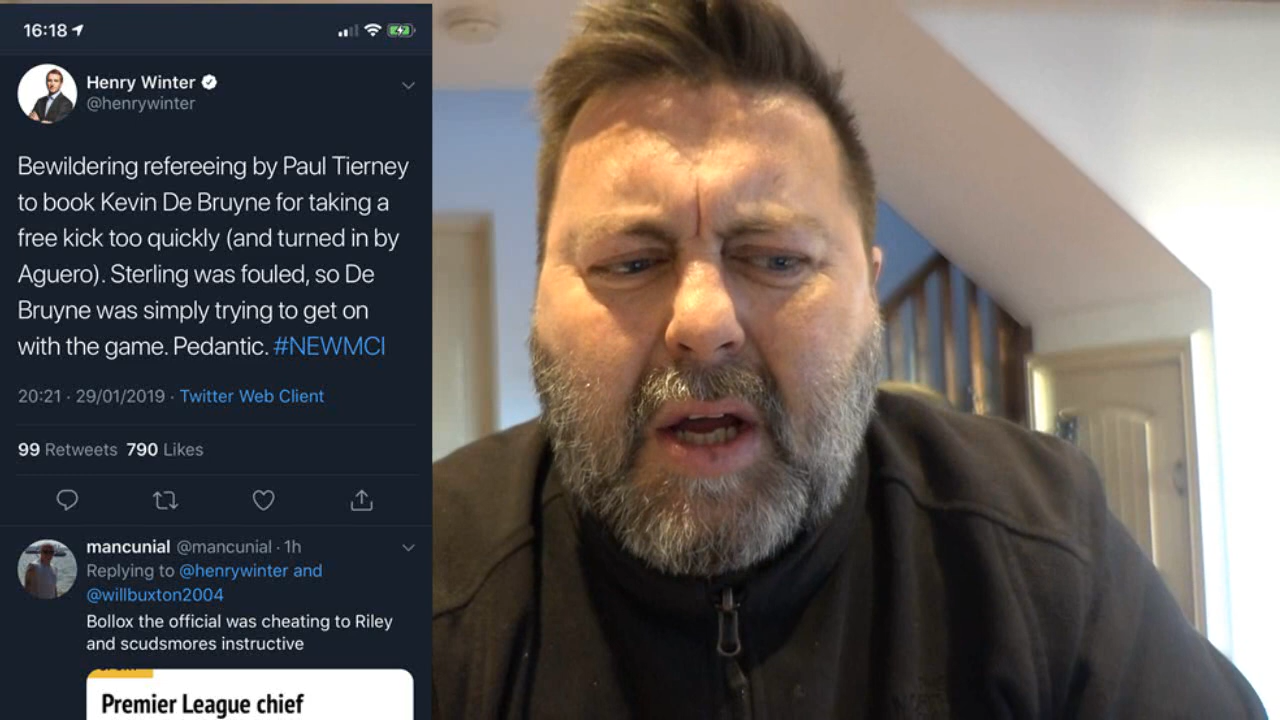 16:18
Henry Winter
@henrywinter
Bewildering refereeing by Paul Tierney
to book Kevin De Bruyne for taking a
free kick too quickly (and turned in by
Aguero). Sterling was fouled, so De
Bruyne was simply trying to get on
with the game. Pedantic. #NEWMCI
20:21 · 29/01/2019 · Twitter Web Client
99 Retweets 790 Likes
mancunial @mancunial · 1h
Replying to @henrywinter and
@willbuxton2004
Bollox the official was cheating to Riley
and scudsmores instructive
Premier League chief